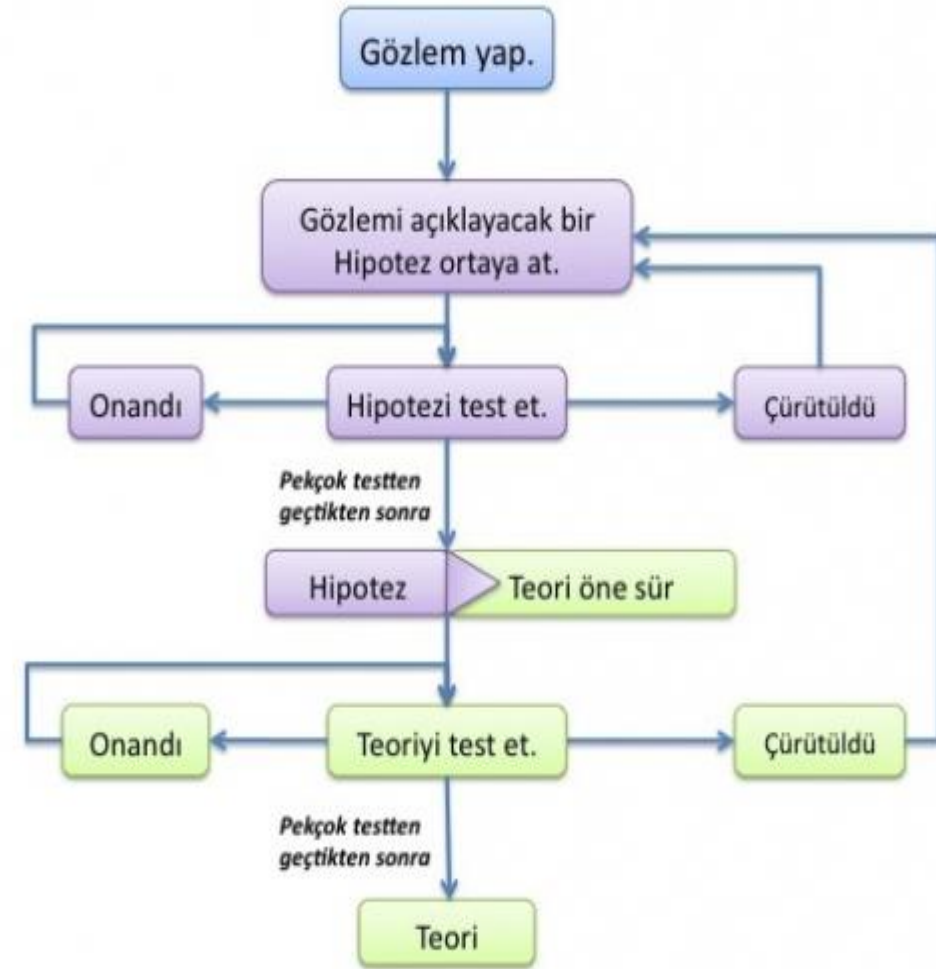 Gözlem yap.
Gözlemi açıklayacak bir
Hipotez ortaya at.
Onandı
Hipotezi test et.
Çürütüldü
Pekçok testten
geçtikten sonra
Hipotez
Teori öne sür
Onandı
Teoriyi test et.
Çürütüldü
Pekçok testten
geçtikten sonra
Teori